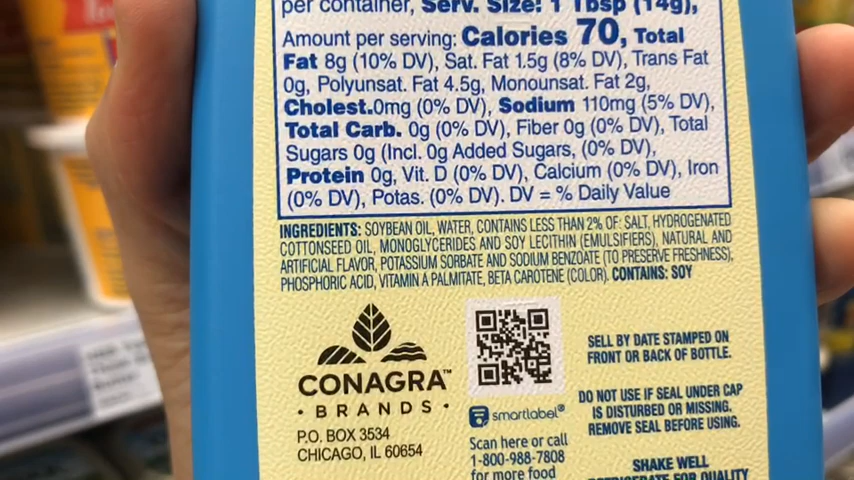 per container, Serv. Size: 1 Tbsp (14g),
Amount per serving: Calories 70, Total
Fat 8g (10% DV), Sat. Fat 1.5g (8% DV), Trans Fat
0g, Polyunsat. Fat 4.5g, Monounsat. Fat 2g,
Cholest.0mg (0% DV), Sodium 110mg (5% DV),
Total Carb. 0g (0% DV), Fiber 0g (0% DV), Total
Sugars 0g (Incl. 0g Added Sugars, (0% DV),
Protein 0g, Vit. D (0% DV), Calcium (0% DV), Iron
(0% DV), Potas. (0% DV). DV = % Daily Value
INGREDIENTS: SOYBEAN OIL, WATER, CONTAINS LESS THAN 2% OF: SALT, HYDROGENATED
COTTONSEED OIL, MONOGLYCERIDES AND SOY LECITHIN (EMULSIFIERS), NATURAL AND
ARTIFICIAL FLAVOR, POTASSIUM SORBATE AND SODIUM BENZOATE (TO PRESERVE FRESHNESS),
PHOSPHORIC ACID, VITAMIN A PALMITATE, BETA CAROTENE (COLOR). CONTAINS: SOY
CONAGRA™
• BRANDS •
P.O. BOX 3534
CHICAGO, IL 60654
smartlabel®
Scan here or call
1-800-988-7808
for more food
SELL BY DATE STAMPED ON
FRONT OR BACK OF BOTTLE.
DO NOT USE IF SEAL UNDER CAP
IS DISTURBED OR MISSING.
REMOVE SEAL BEFORE USING.
SHAKE WELL
REFRIGERATE FOR QUALITY